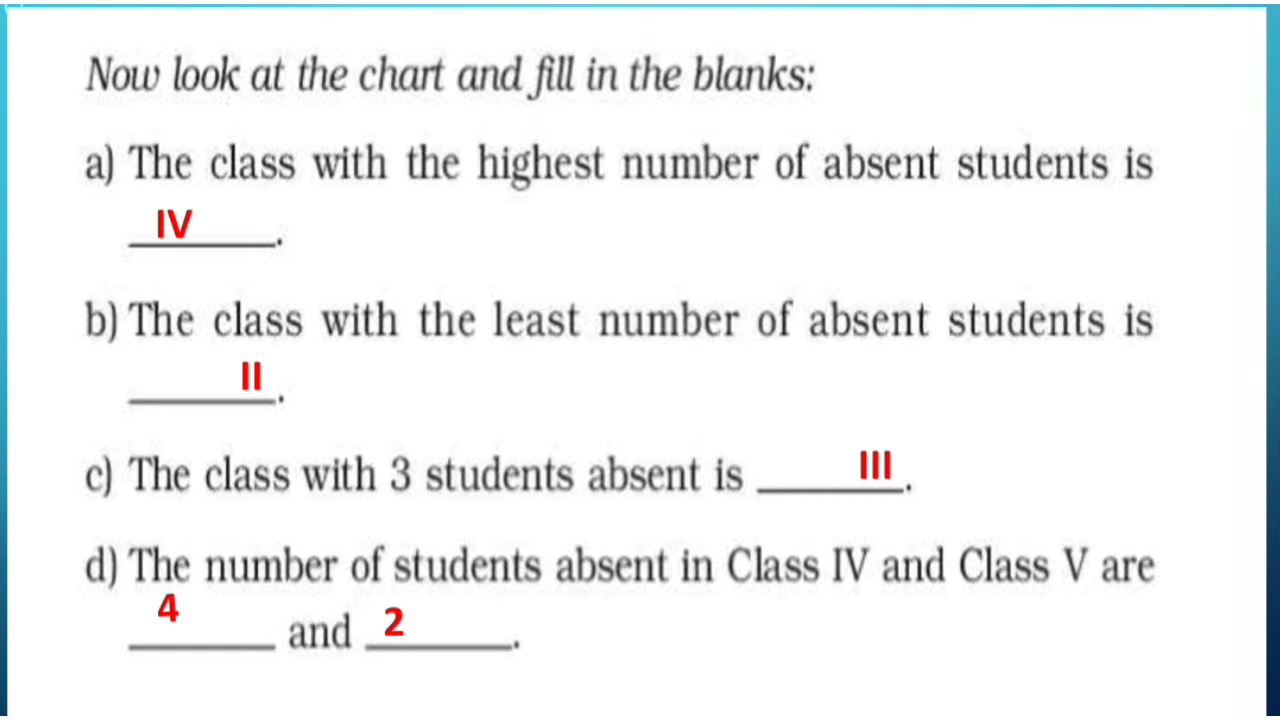 Now look at the chart and fill in the blanks:
a) The class with the highest number of absent students is
IV.
b) The class with the least number of absent students is
II.
c) The class with 3 students absent is III.
d) The number of students absent in Class IV and Class V are
4 and 2.